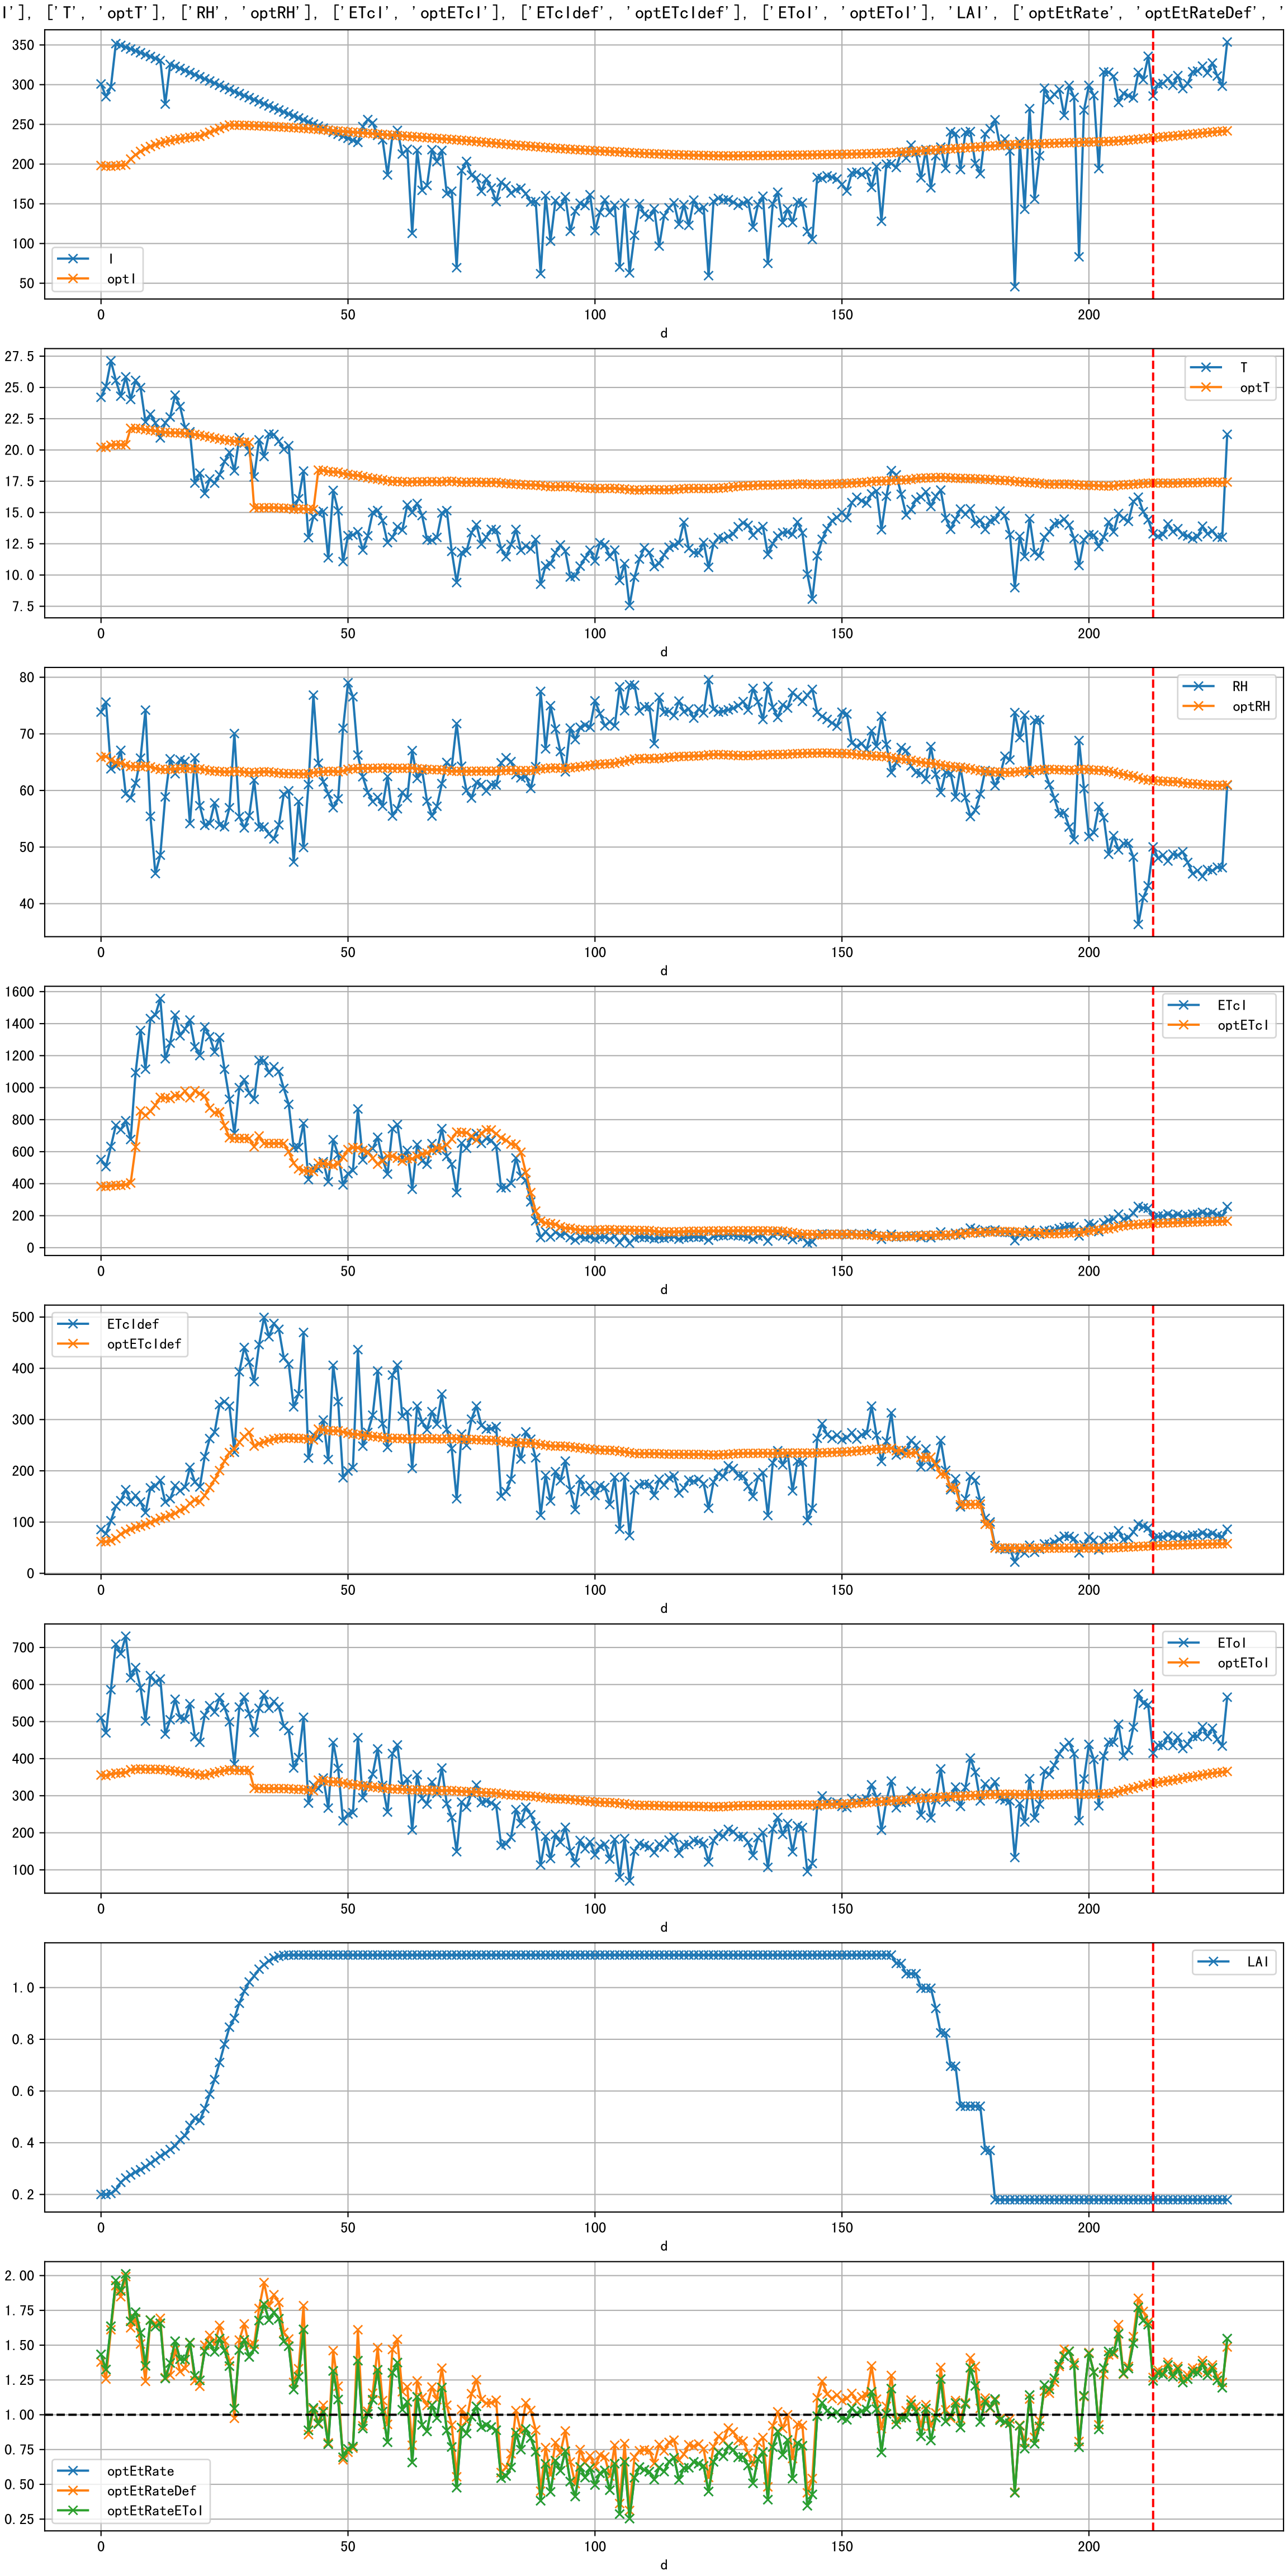 I'], ['T', 'optT'], ['RH', 'optRH'], ['ETcI', 'optETcI'], ['ETcIdef', 'optETcIdef'], ['EToI', 'optEToI'], 'LAI', ['optEtRate', 'optEtRateDef', '
350
300
250
200
150
100
50
I
optI
0 50 100 150 200
d
27.5
25.0
22.5
20.0
17.5
15.0
12.5
10.0
7.5
T
optT
0 50 100 150 200
d
80
70
60
50
40
RH
optRH
0 50 100 150 200
d
1600
1400
1200
1000
800
600
400
200
0
ETcI
optETcI
0 50 100 150 200
d
500
400
300
200
100
0
ETcIdef
optETcIdef
0 50 100 150 200
d
700
600
500
400
300
200
100
EToI
optEToI
0 50 100 150 200
d
1.0
0.8
0.6
0.4
0.2
LAI
0 50 100 150 200
d
2.00
1.75
1.50
1.25
1.00
0.75
0.50
0.25
optEtRate
optEtRateDef
optEtRateEToI
0 50 100 150 200
d